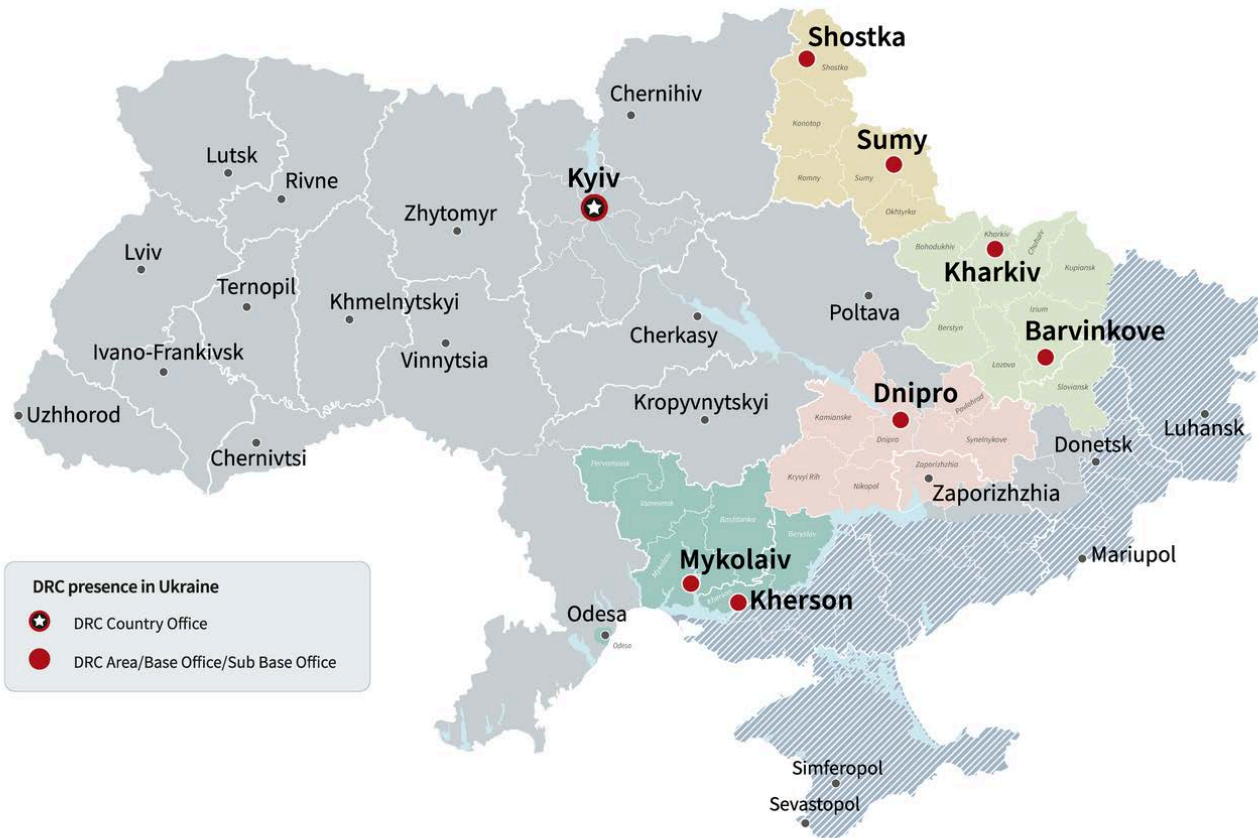 Shostka
Shostka
Chernihiv
Konotop
Sumy
Lutsk
Rivne
Kyiv
Romny
Sumy
Zhytomyr
Okhtyrka
Lviv
Bohodukhiv
Kharkiv
Chuhuiv
Kharkiv
Kupiansk
Ternopil
Khmelnytskyi
Poltava
Izium
Cherkasy
Berstyn
Barvinkove
Ivano-Frankivsk
Vinnytsia
Lozova
Sloviansk
Dnipro
Pavlohrad
Uzhhorod
Kropyvnytskyi
Kamianske
Luhansk
Chernivtsi
Dnipro
Synelnykove
Donetsk
Pervomaisk
Kryvyi Rih
Nikopol
Zaporizhzhia
Zaporizhzhia
Voznesensk
Bashtanka
Beryslav
Mykolaiv
Mykolaiv
Mariupol
Kherson
Kherson
DRC presence in Ukraine
DRC Country Office
DRC Area/Base Office/Sub Base Office
Odesa
Odesa
Simferopol
Sevastopol